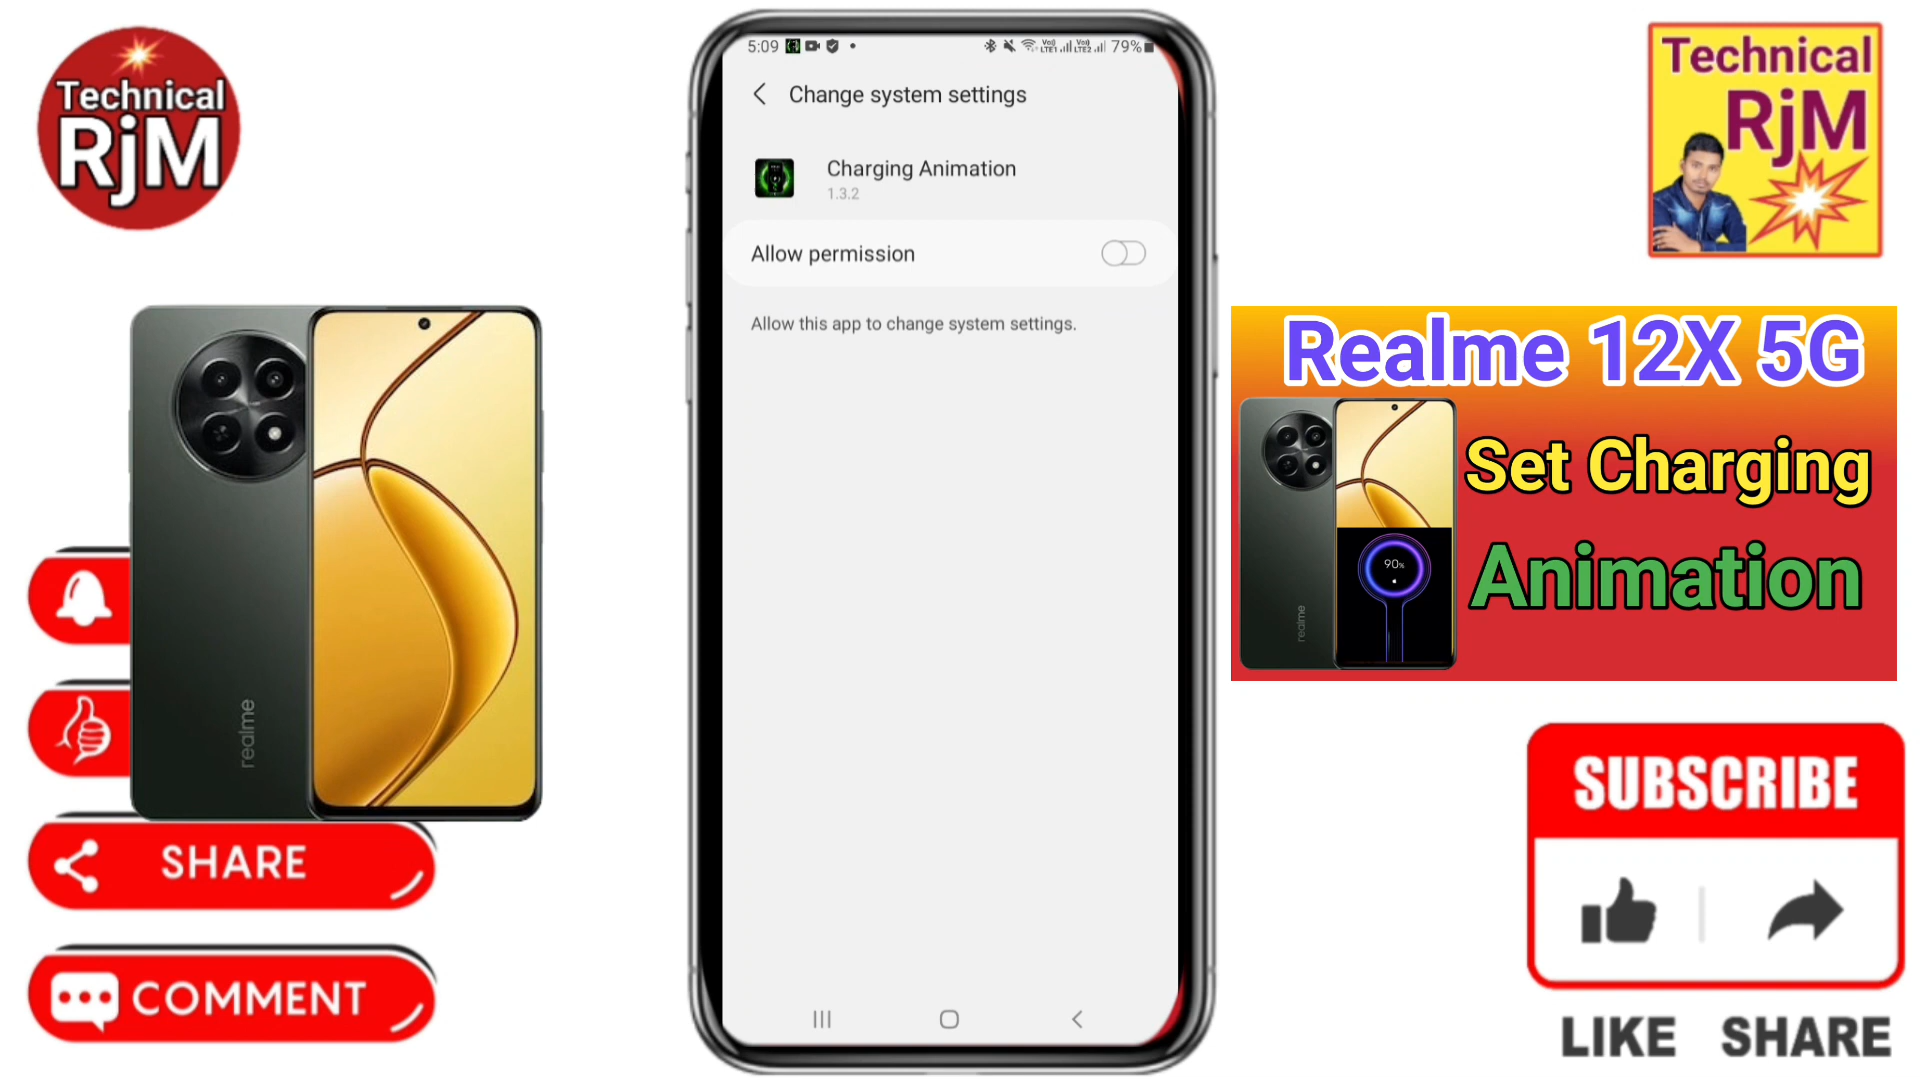 Technical
RjM
realme
SHARE
COMMENT
5:09
79%
Change system settings
Charging Animation
1.3.2
Allow permission
Allow this app to change system settings.
Technical
RjM
Realme 12X 5G
Set Charging
Animation
90%
realme
SUBSCRIBE
LIKE SHARE